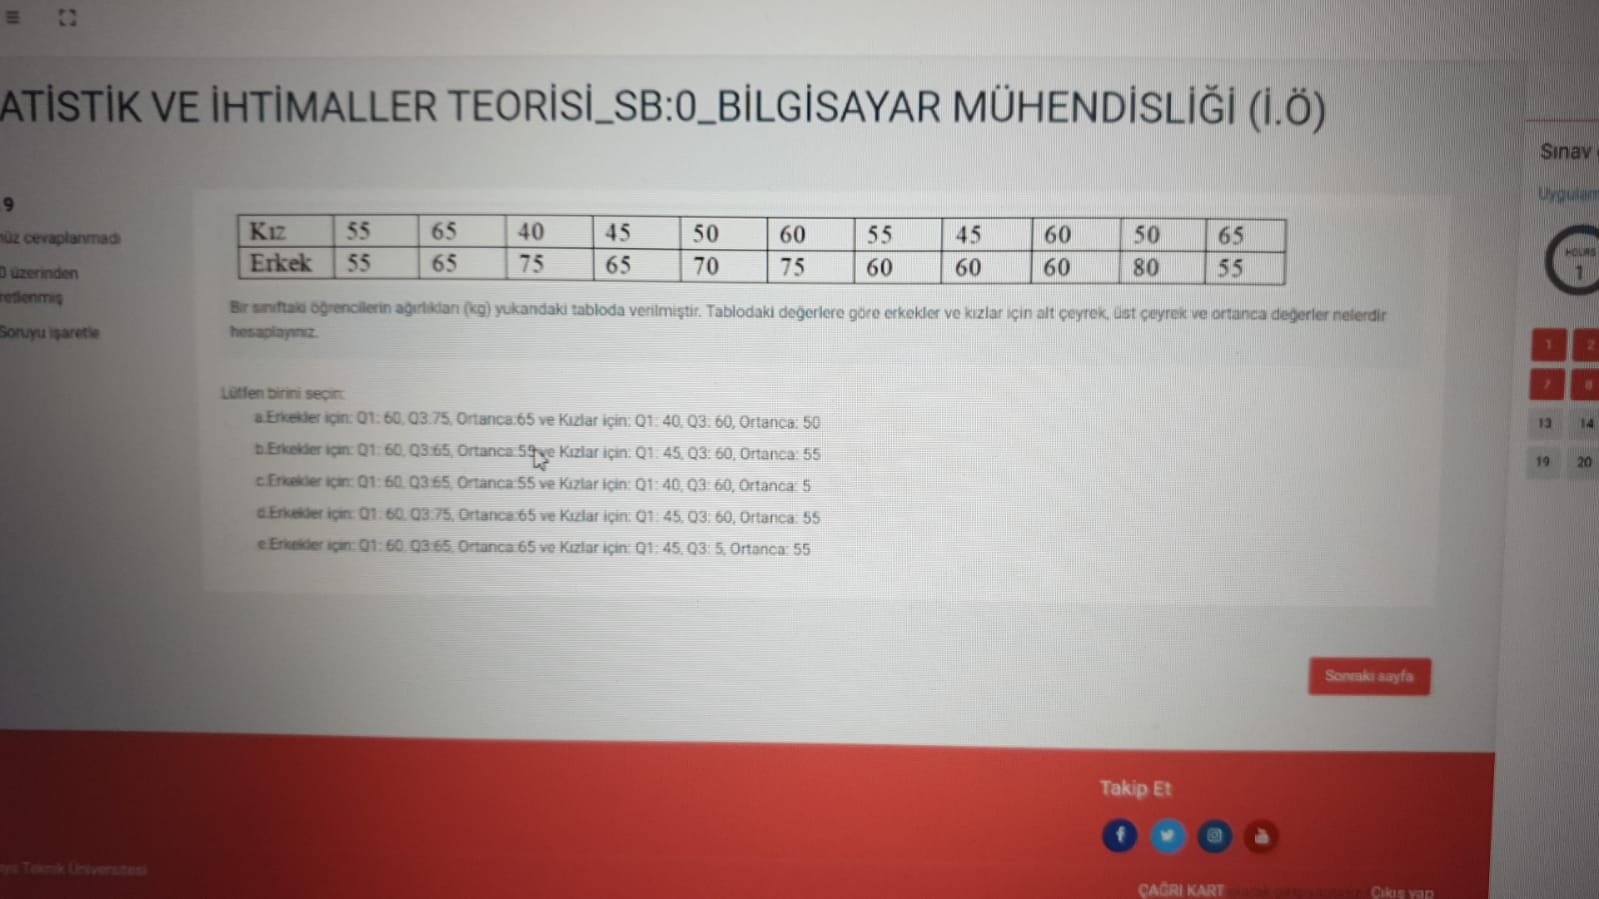 ATİSTİK VE İHTİMALLER TEORİSİ_SB:0_BİLGİSAYAR MÜHENDİSLİĞİ (İ.Ö)
Sınav
Uygulam
9
nüz cevaplanmadı
0 üzerinden
retlenmiş
Soruyu işaretle
HOURS
1
Kız 55 65 40 45 50 60 55 45 60 50 65
Erkek 55 65 75 65 70 75 60 60 60 80 55
Bir sınıftaki öğrencilerin ağırlıkları (kg) yukarıdaki tabloda verilmiştir. Tablodaki değerlere göre erkekler ve kızlar için alt çeyrek, üst çeyrek ve ortanca değerler nelerdir
hesaplayınız.
Lütfen birini seçin:
a.Erkekler için: Q1: 60, Q3:75, Ortanca:65 ve Kızlar için: Q1: 40, Q3: 60, Ortanca: 50
b.Erkekler için: Q1: 60, Q3:65, Ortanca:55 ve Kızlar için: Q1: 45, Q3: 60, Ortanca: 55
c.Erkekler için: Q1: 60, Q3:65, Ortanca:55 ve Kızlar için: Q1: 40, Q3: 60, Ortanca: 5
d.Erkekler için: Q1: 60, Q3:75, Ortanca:65 ve Kızlar için: Q1: 45, Q3: 60, Ortanca: 55
e.Erkekler için: Q1: 60, Q3:65, Ortanca:65 ve Kızlar için: Q1: 45, Q3: 5, Ortanca: 55
1 2
7 8
13 14
19 20
Sonraki sayfa
Takip Et
Teknik Üniversitesi
ÇAĞRI KART
Çıkış yap